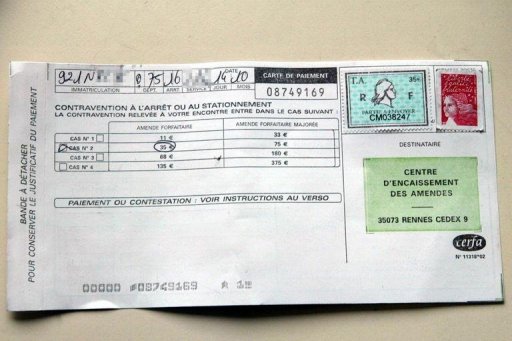 921N 75 16 14 10
DATE
IMMATRICULATION DÉPT. ARRT SERVICE JOUR MOIS
CARTE DE PAIEMENT
08749169
T.A. 35€
R F
PARTIE À ENVOYER
CM038247
CONTRAVENTION À L'ARRÊT OU AU STATIONNEMENT
LA CONTRAVENTION RELEVÉE À VOTRE ENCONTRE ENTRE DANS LE CAS SUIVANT
AMENDE FORFAITAIRE AMENDE FORFAITAIRE MAJORÉE
CAS N° 1 11 € 33 €
CAS N° 2 35 € 75 €
CAS N° 3 68 € 180 €
CAS N° 4 135 € 375 €
PAIEMENT OU CONTESTATION : VOIR INSTRUCTIONS AU VERSO
BANDE À DÉTACHER
POUR CONSERVER LE JUSTIFICATIF DU PAIEMENT
DESTINATAIRE
CENTRE
D'ENCAISSEMENT
DES AMENDES
35073 RENNES CEDEX 9
cerfa
N° 11318*02
00000 08749169 A